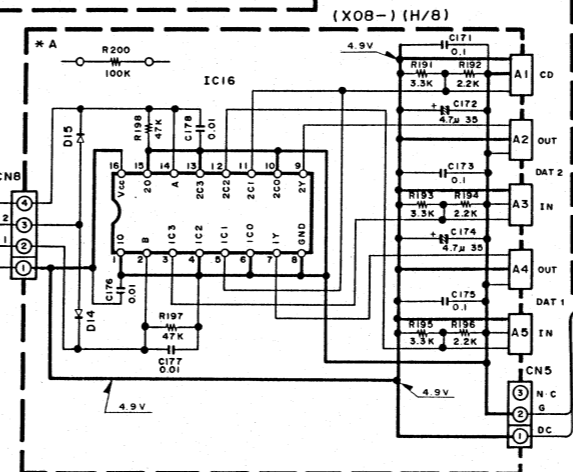 (X08-) (H/8)
* A
R200
100K
IC16
4.9V
C171
0.1
R191
3.3K
R192
2.2K
A1
CD
C172
4.7μ 35
A2
OUT
C173
0.1
DAT 2
R193
3.3K
R194
2.2K
A3
IN
C174
4.7μ 35
A4
OUT
C175
0.1
DAT 1
R195
3.3K
R196
2.2K
A5
IN
D15
R198
47K
C178
0.01
16 15 14 13 12 11 10 9
Vcc 2G A 2C3 2C2 2C1 2C0 2Y
1G B 1C3 1C2 1C1 1C0 1Y GND
1 2 3 4 5 6 7 8
CN8
4
3
2
1
2
1
D14
C176
0.01
R197
47K
C177
0.01
4.9V
4.9V
CN5
3 N·C
2 G
1 DC